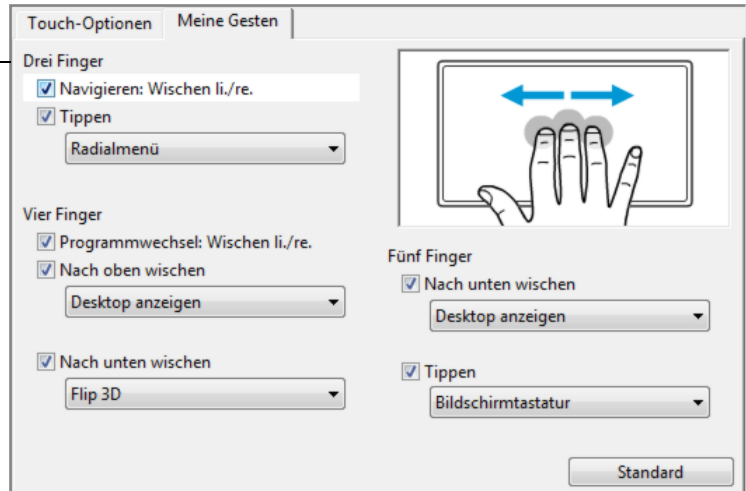 Touch-Optionen
Meine Gesten
Drei Finger
Navigieren: Wischen li./re.
Tippen
Radialmenü
Vier Finger
Programmwechsel: Wischen li./re.
Nach oben wischen
Desktop anzeigen
Nach unten wischen
Flip 3D
Fünf Finger
Nach unten wischen
Desktop anzeigen
Tippen
Bildschirmtastatur
Standard